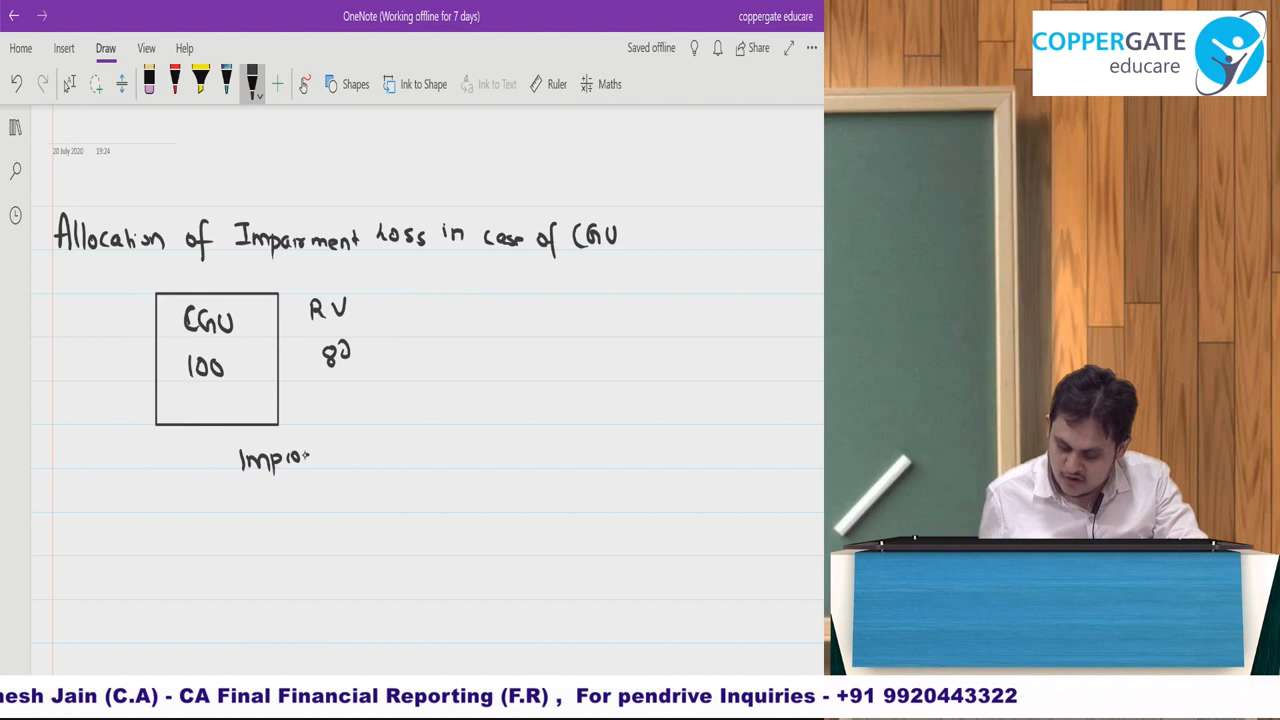 OneNote (Working offline for 7 days)
coppergate educare
Home Insert Draw View Help
Saved offline
Share
Shapes
Ink to Shape
Ink to Text
Ruler
Maths
COPPERGATE
educare
20 July 2020 19:24
Allocation of Impairment Loss in case of CGU
CGU
100
RV
80
nesh Jain (C.A) - CA Final Financial Reporting (F.R) , For pendrive Inquiries - +91 9920443322